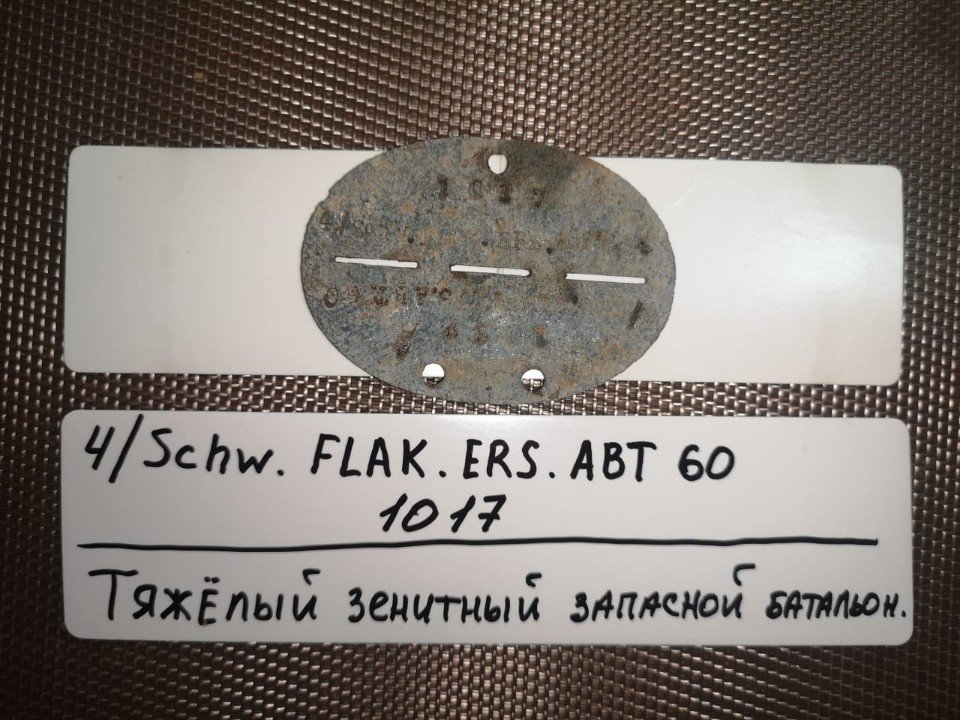 1017
4/Schw. FLAK. ERS. ABT 60
1017
ТЯЖЁЛЫЙ ЗЕНИТНЫЙ ЗАПАСНОЙ БАТАЛЬОН.